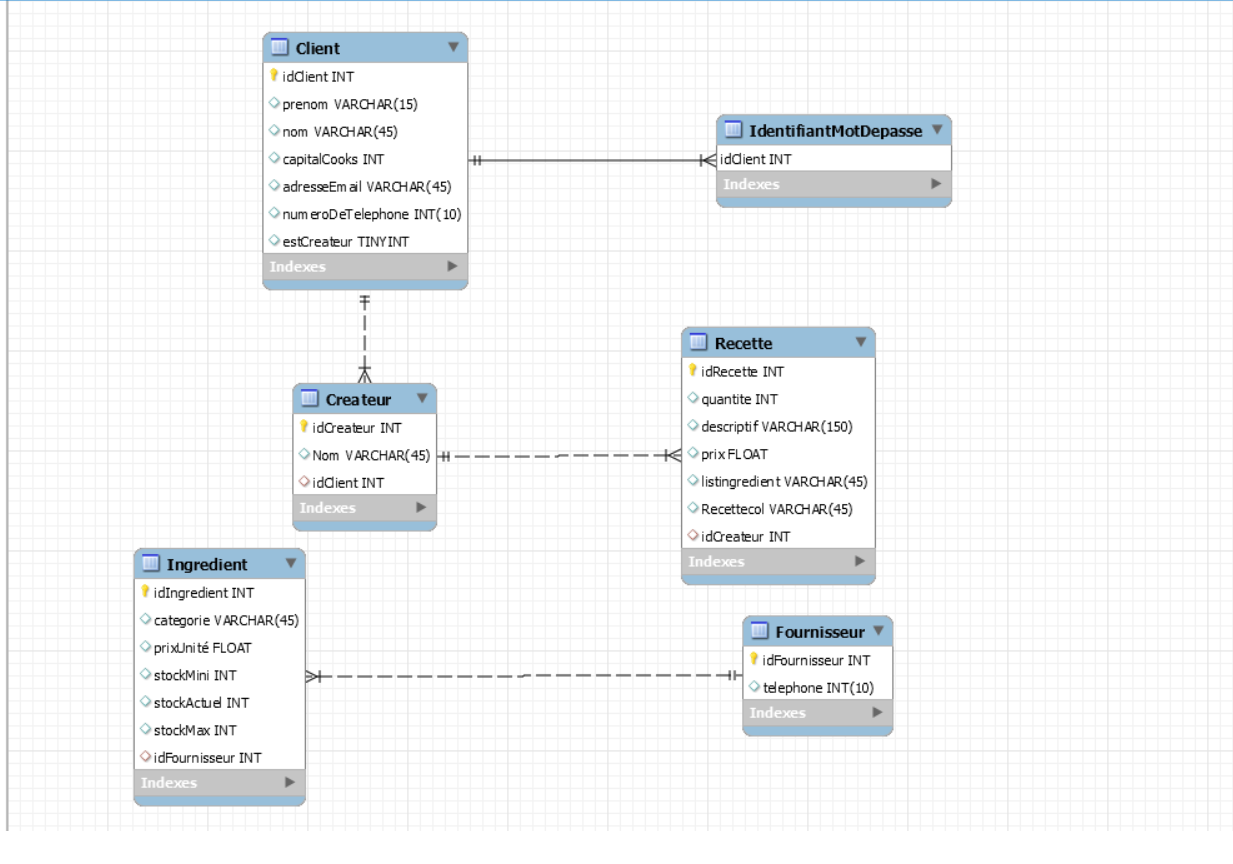 Client
idClient INT
prenom VARCHAR(15)
nom VARCHAR(45)
capitalCooks INT
adresseEmail VARCHAR(45)
numeroDeTelephone INT(10)
estCreateur TINYINT
Indexes
IdentifiantMotDepasse
idClient INT
Indexes
Createur
idCreateur INT
Nom VARCHAR(45)
idClient INT
Indexes
Recette
idRecette INT
quantite INT
descriptif VARCHAR(150)
prix FLOAT
listingredient VARCHAR(45)
Recettecol VARCHAR(45)
idCreateur INT
Indexes
Ingredient
idIngredient INT
categorie VARCHAR(45)
prixUnité FLOAT
stockMini INT
stockActuel INT
stockMax INT
idFournisseur INT
Indexes
Fournisseur
idFournisseur INT
telephone INT(10)
Indexes